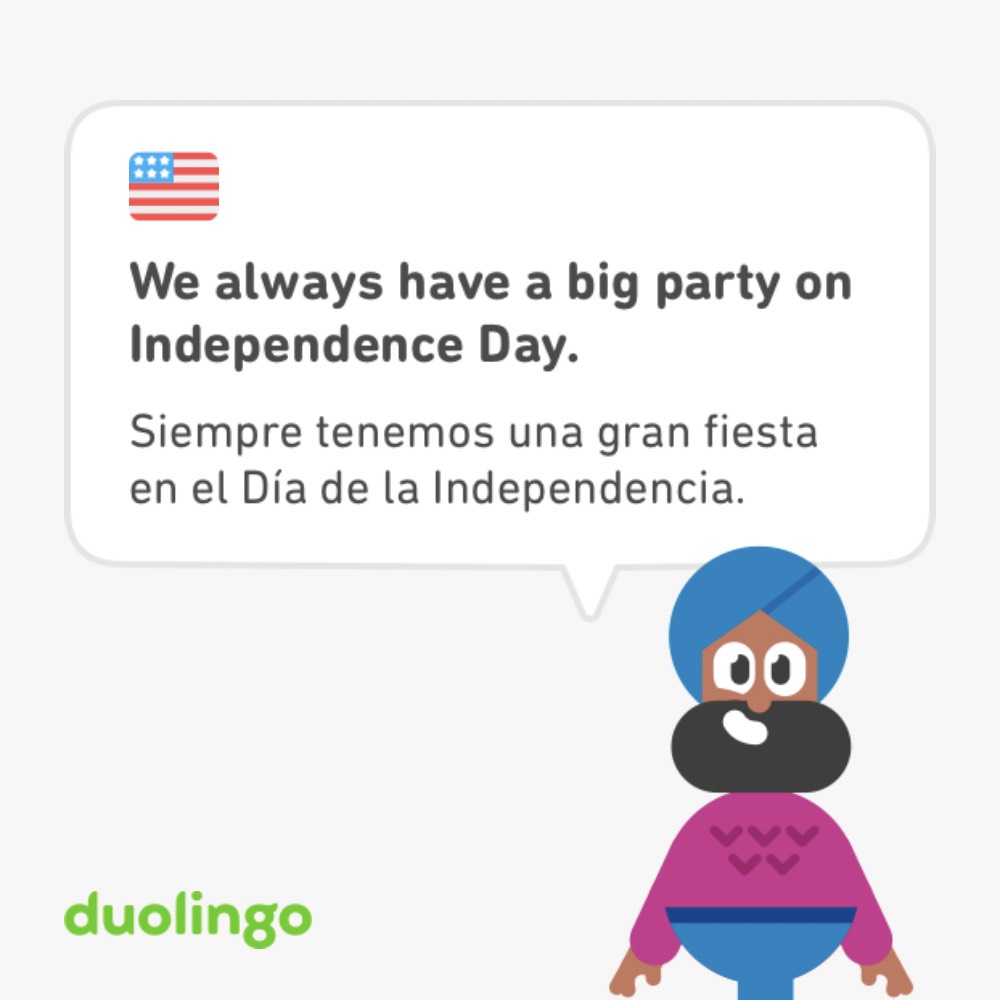 We always have a big party on
Independence Day.
Siempre tenemos una gran fiesta
en el Día de la Independencia.
duolingo